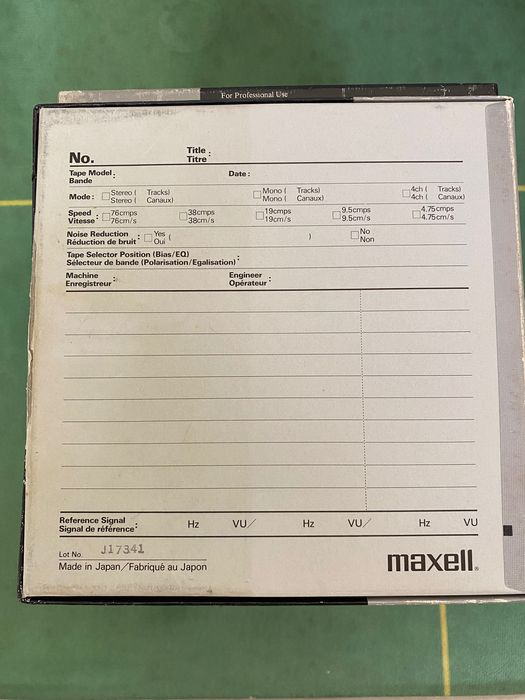 For Professional Use
No. Title :
Titre
Tape Model :
Bande
Date :
Mode : Stereo ( Tracks) Mono ( Tracks) 4ch ( Tracks)
Stereo ( Canaux) Mono ( Canaux) 4ch ( Canaux)
Speed : 76cmps 38cmps 19cmps 9.5cmps 4.75cmps
Vitesse 76cm/s 38cm/s 19cm/s 9.5cm/s 4.75cm/s
Noise Reduction : Yes ( ) No
Réduction de bruit Oui Non
Tape Selector Position (Bias/EQ) :
Sélecteur de bande (Polarisation/Egalisation)
Machine : Engineer :
Enregistreur Opérateur
Reference Signal : Hz VU/ Hz VU/ Hz VU
Signal de référence
Lot No. J17341
Made in Japan/Fabriqué au Japon
maxell®